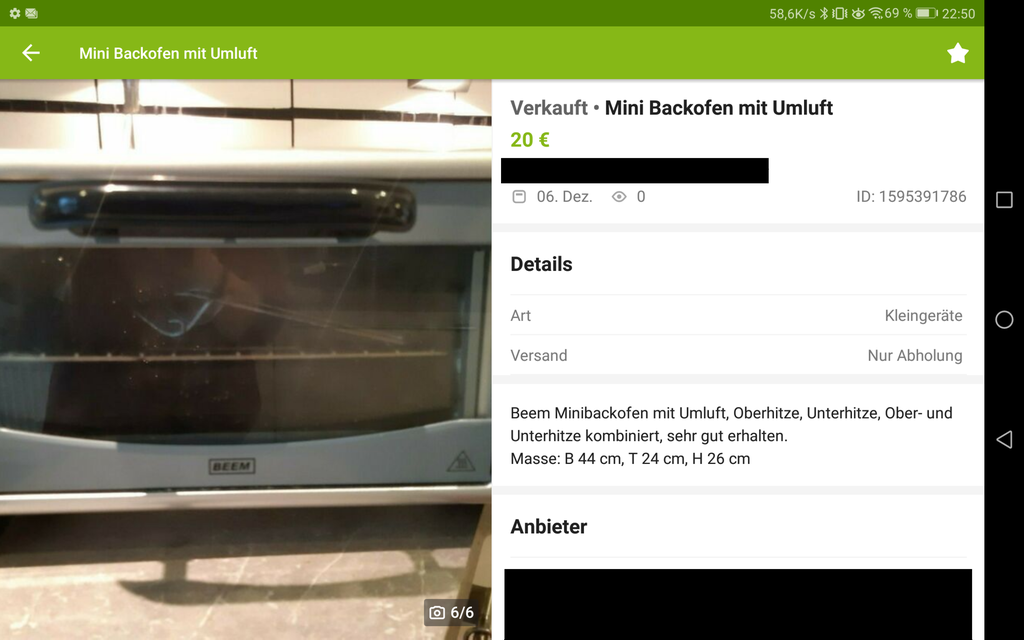 58,6K/s 69 % 22:50
Mini Backofen mit Umluft
Verkauft • Mini Backofen mit Umluft
20 €
06. Dez. 0 ID: 1595391786
Details
Art Kleingeräte
Versand Nur Abholung
Beem Minibackofen mit Umluft, Oberhitze, Unterhitze, Ober- und
Unterhitze kombiniert, sehr gut erhalten.
Masse: B 44 cm, T 24 cm, H 26 cm
Anbieter
BEEM
6/6